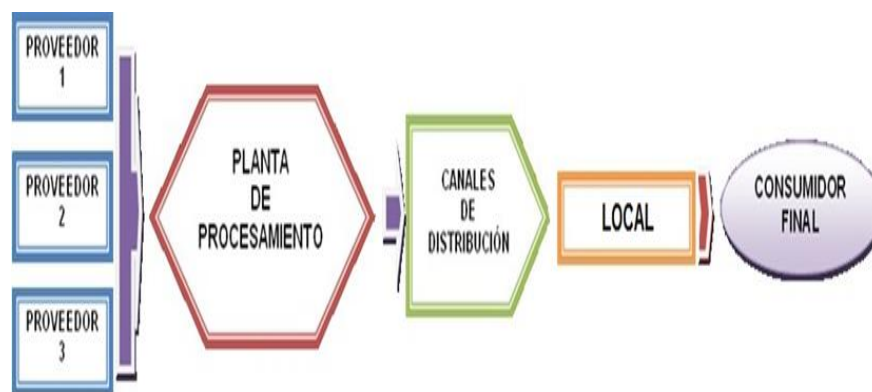 PROVEEDOR
1
PROVEEDOR
2
PROVEEDOR
3
PLANTA
DE
PROCESAMIENTO
CANALES
DE
DISTRIBUCIÓN
LOCAL
CONSUMIDOR
FINAL